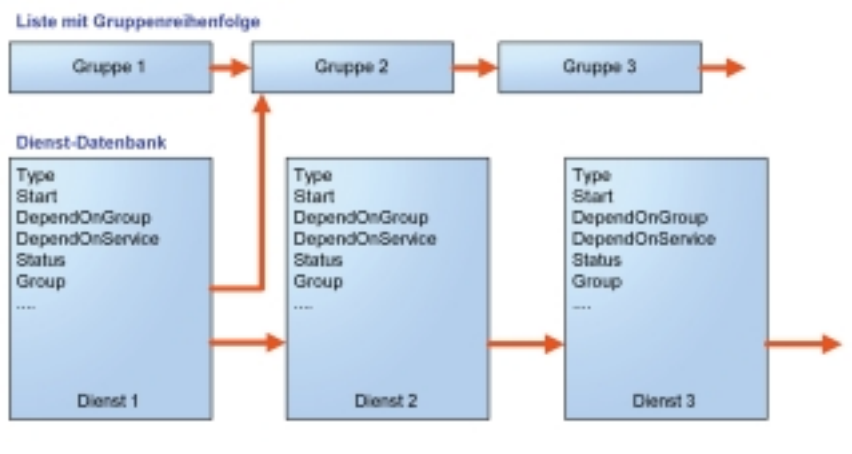 Liste mit Gruppenreihenfolge
Gruppe 1
Gruppe 2
Gruppe 3
Dienst-Datenbank
Type
Start
DependOnGroup
DependOnService
Status
Group
....
Dienst 1
Type
Start
DependOnGroup
DependOnService
Status
Group
....
Dienst 2
Type
Start
DependOnGroup
DependOnService
Status
Group
....
Dienst 3